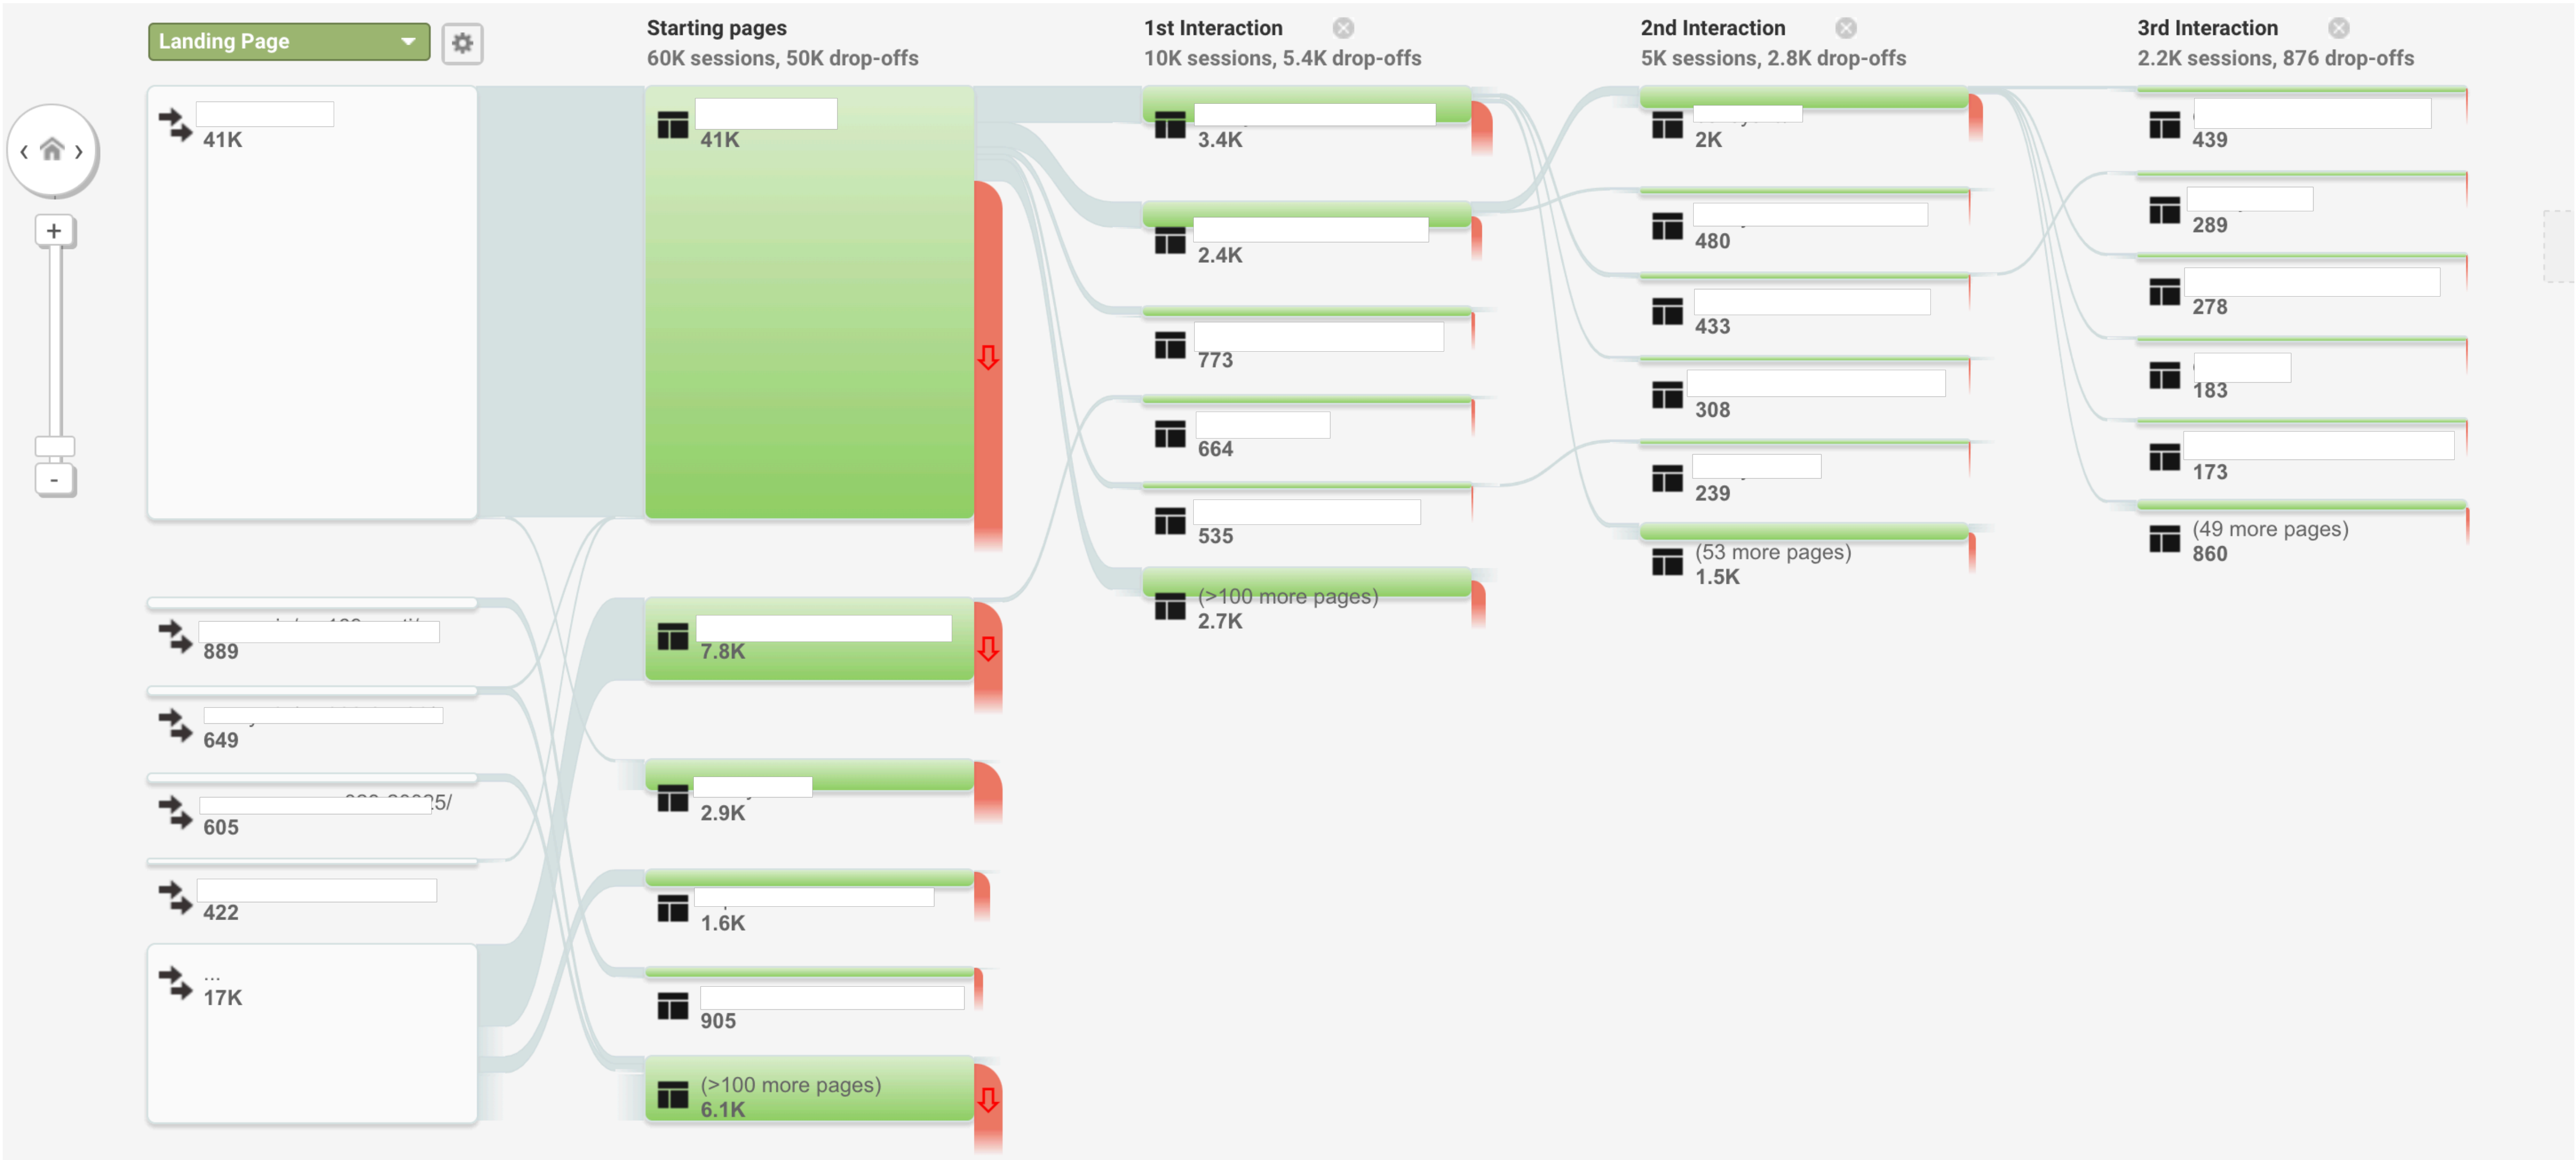 Landing Page
Starting pages
60K sessions, 50K drop-offs
1st Interaction
10K sessions, 5.4K drop-offs
2nd Interaction
5K sessions, 2.8K drop-offs
3rd Interaction
2.2K sessions, 876 drop-offs
41K
889
649
605
422
...
17K
41K
7.8K
2.9K
1.6K
905
(>100 more pages)
6.1K
3.4K
2.4K
773
664
535
(>100 more pages)
2.7K
2K
480
433
308
239
(53 more pages)
1.5K
439
289
278
183
173
(49 more pages)
860
+
-